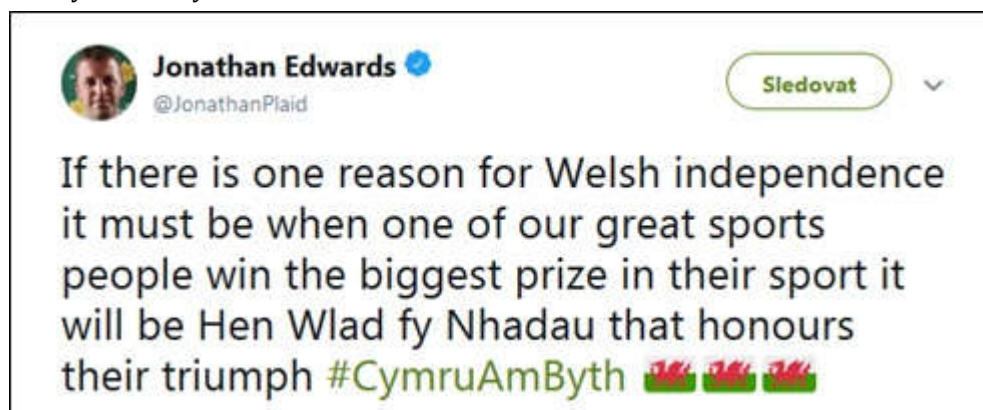 Jonathan Edwards
@JonathanPlaid
Sledovat
If there is one reason for Welsh independence
it must be when one of our great sports
people win the biggest prize in their sport it
will be Hen Wlad fy Nhadau that honours
their triumph #CymruAmByth 🏴󠁧󠁢󠁷󠁬󠁳󠁿🏴󠁧󠁢󠁷󠁬󠁳󠁿🏴󠁧󠁢󠁷󠁬󠁳󠁿